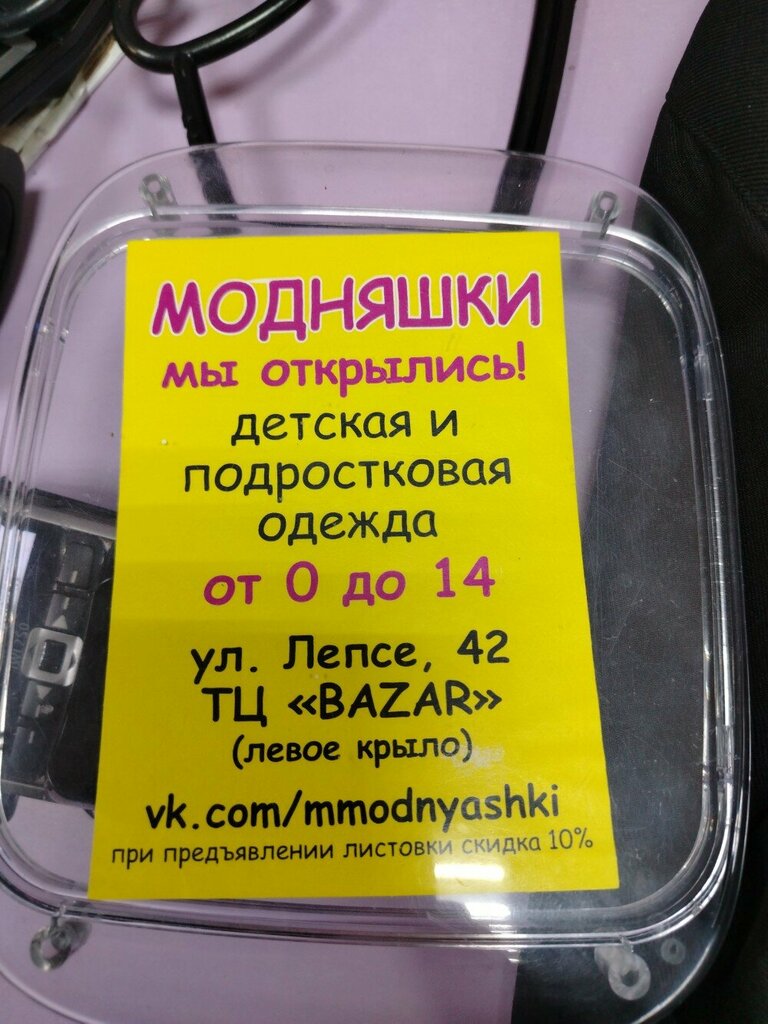 МОДНЯШКИ
мы открылись!
детская и
подростковая
одежда
от 0 до 14
ул. Лепсе, 42
ТЦ «BAZAR»
(левое крыло)
vk.com/mmodnyashki
при предъявлении листовки скидка 10%